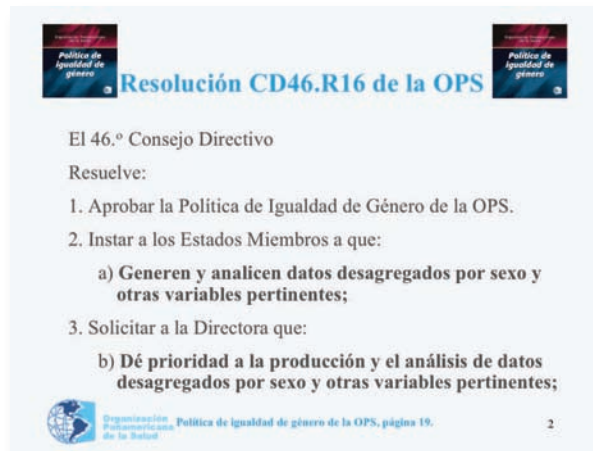 Política de
igualdad de
género
Política de
igualdad de
género
Resolución CD46.R16 de la OPS
El 46.º Consejo Directivo
Resuelve:
1. Aprobar la Política de Igualdad de Género de la OPS.
2. Instar a los Estados Miembros a que:
a) Generen y analicen datos desagregados por sexo y
otras variables pertinentes;
3. Solicitar a la Directora que:
b) Dé prioridad a la producción y el análisis de datos
desagregados por sexo y otras variables pertinentes;
Organización
Panamericana
de la Salud
Política de igualdad de género de la OPS, página 19.
2